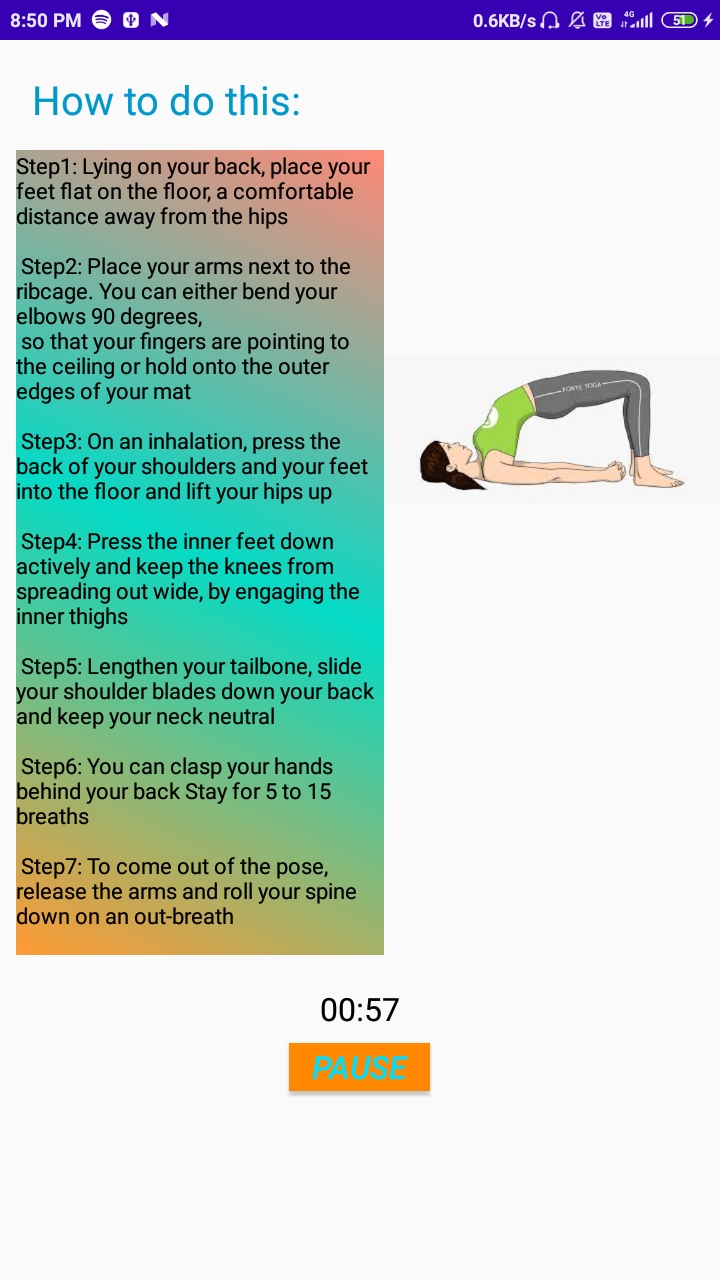 8:50 PM
0.6KB/s
Vo
LTE
4G
51
How to do this:
Step1: Lying on your back, place your
feet flat on the floor, a comfortable
distance away from the hips
Step2: Place your arms next to the
ribcage. You can either bend your
elbows 90 degrees,
so that your fingers are pointing to
the ceiling or hold onto the outer
edges of your mat
Step3: On an inhalation, press the
back of your shoulders and your feet
into the floor and lift your hips up
Step4: Press the inner feet down
actively and keep the knees from
spreading out wide, by engaging the
inner thighs
Step5: Lengthen your tailbone, slide
your shoulder blades down your back
and keep your neck neutral
Step6: You can clasp your hands
behind your back Stay for 5 to 15
breaths
Step7: To come out of the pose,
release the arms and roll your spine
down on an out-breath
FORTE YOGA
00:57
PAUSE